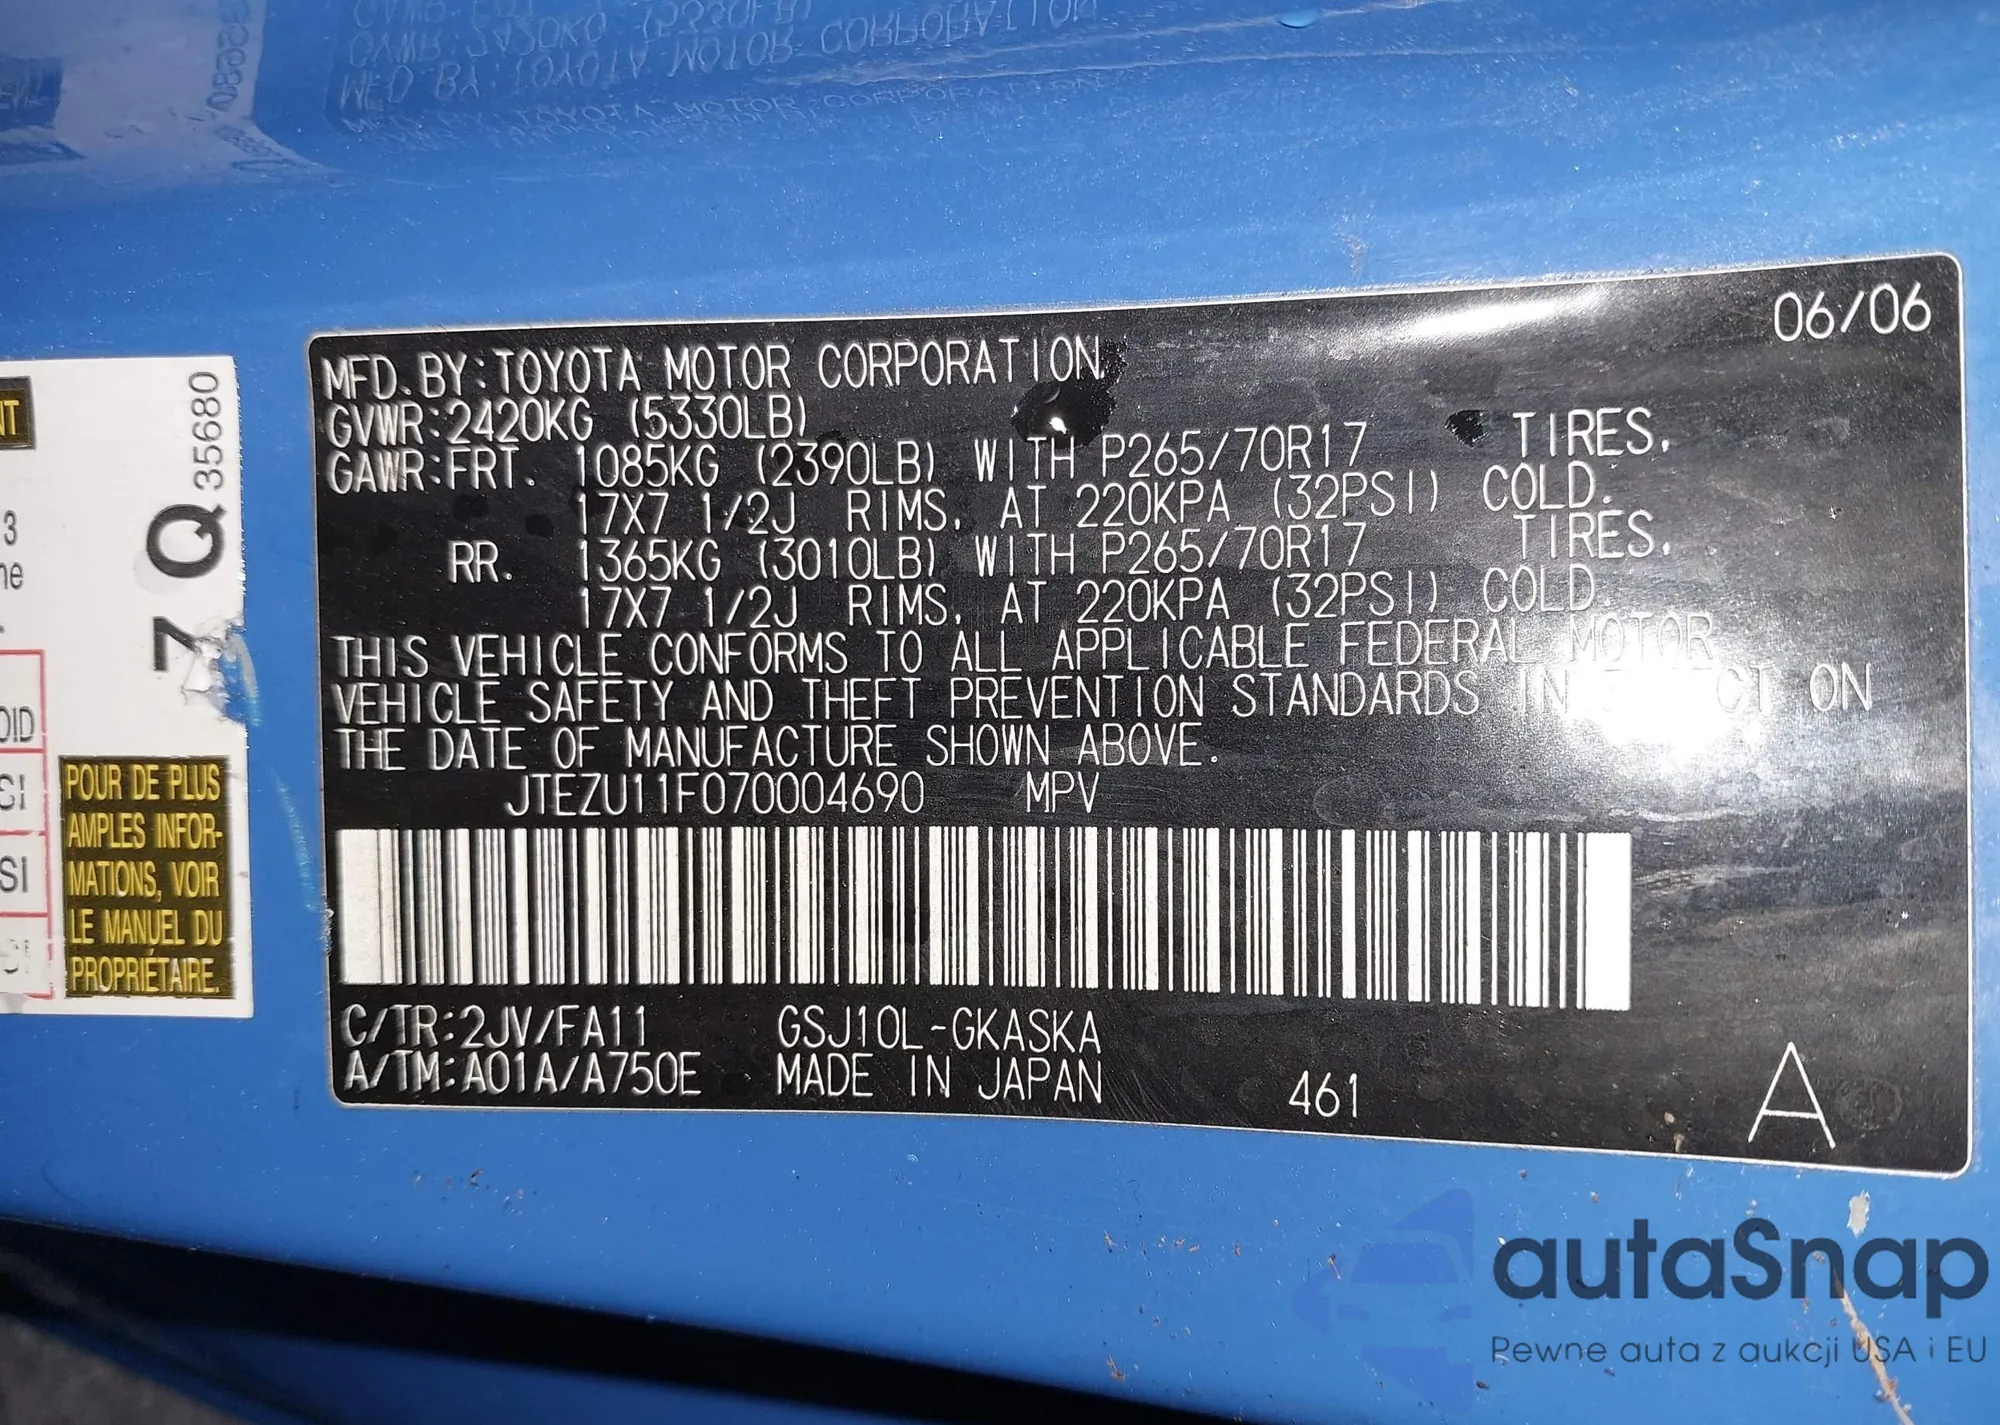 MFD. BY: TOYOTA MOTOR CORPORATION 06/06
GVWR: 2420KG (5330LB)
GAWR: FRT. 1085KG (2390LB) WITH P265/70R17 TIRES,
17X7 1/2J RIMS, AT 220KPA (32PSI) COLD.
RR. 1365KG (3010LB) WITH P265/70R17 TIRES,
17X7 1/2J RIMS, AT 220KPA (32PSI) COLD.
THIS VEHICLE CONFORMS TO ALL APPLICABLE FEDERAL MOTOR
VEHICLE SAFETY AND THEFT PREVENTION STANDARDS IN ON
THE DATE OF MANUFACTURE SHOWN ABOVE.
JTEZU11F070004690 MPV
C/TR: 2JV/FA11 GSJ10L-GKASKA
A/TM: A01A/A750E MADE IN JAPAN 461 A
7 Q 35680
POUR DE PLUS
AMPLES INFOR-
MATIONS, VOIR
LE MANUEL DU
PROPRIÉTAIRE.
autaSnap
Pewne auta z aukcji USA i EU